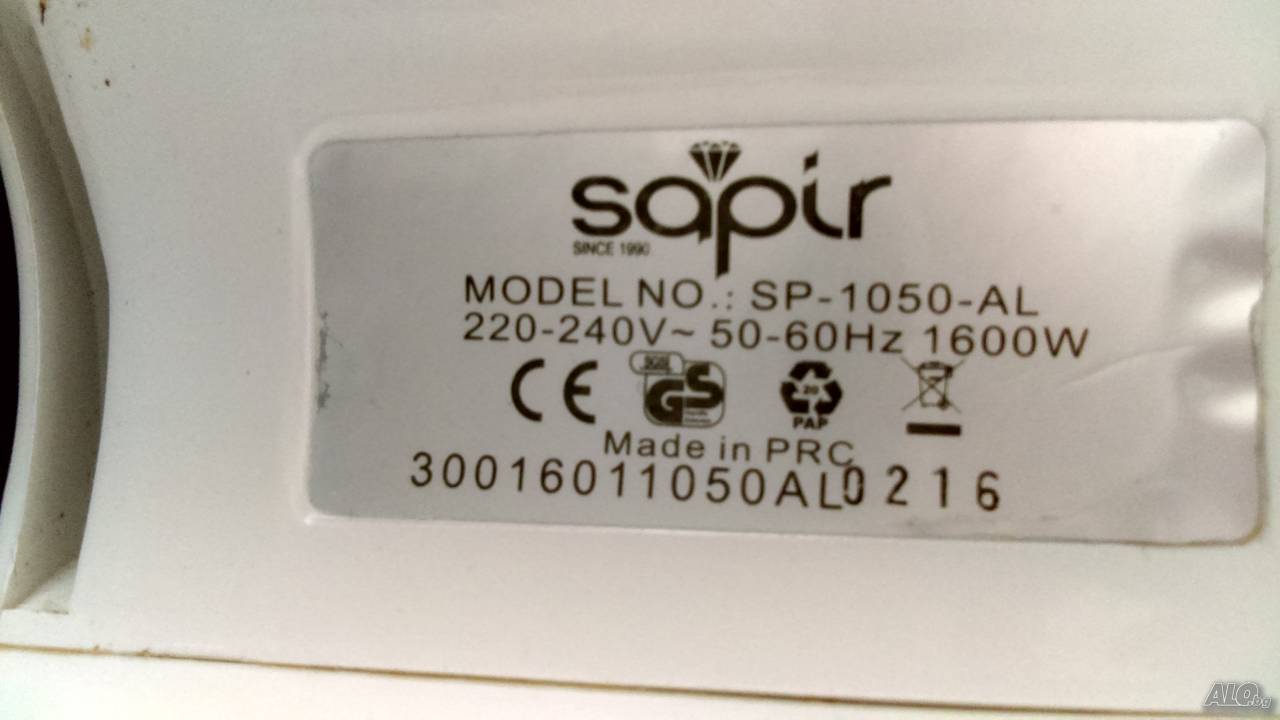 sapir
SINCE 1990
MODEL NO.: SP-1050-AL
220-240V~ 50-60Hz 1600W
CE GS 20 PAP
Made in PRC
30016011050AL0216
ALO.bg